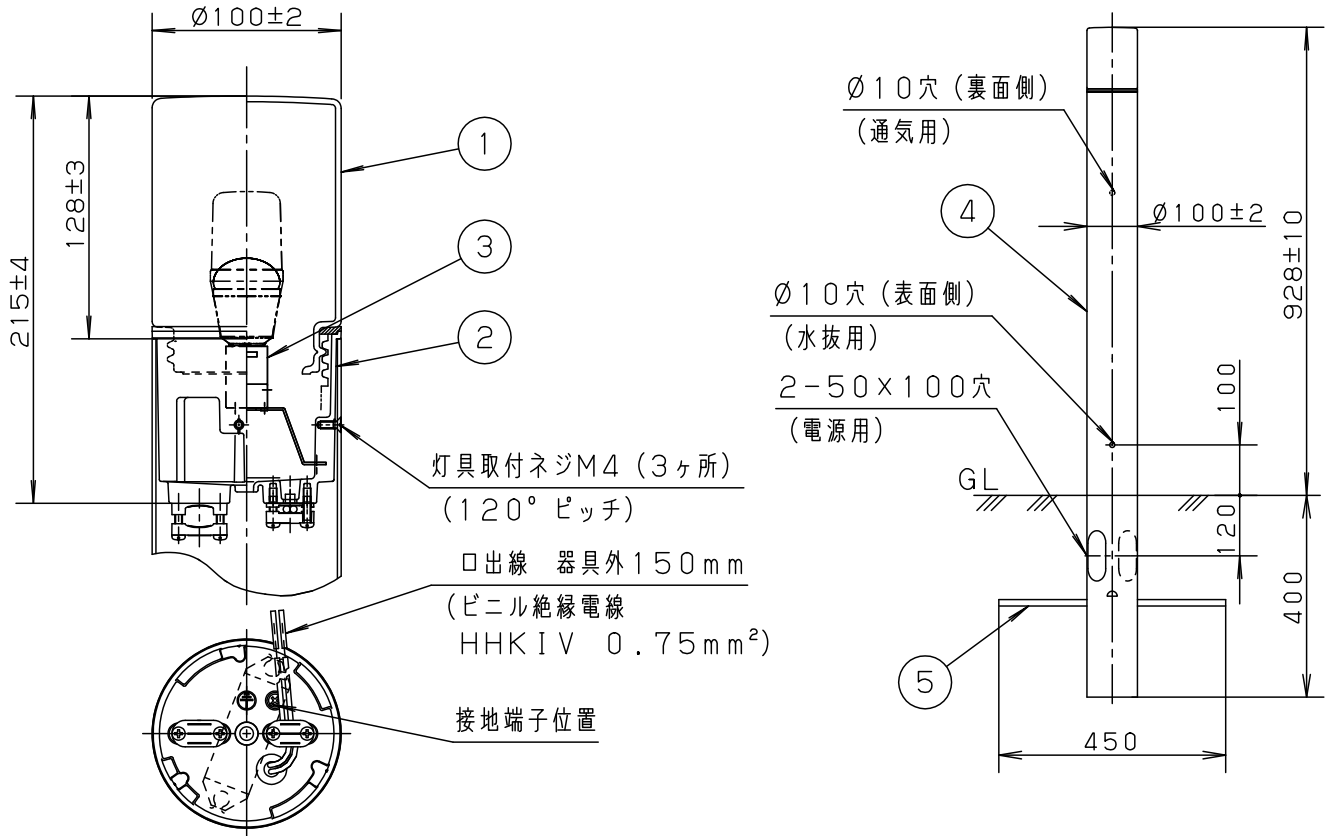 Ø100±2
215±4
128±3
1
3
2
灯具取付ネジM4 (3ヶ所)
(120° ピッチ)
口出線 器具外150mm
(ビニル絶縁電線
HHKIV 0.75mm²)
接地端子位置
Ø10穴 (裏面側)
(通気用)
4
Ø100±2
928±10
Ø10穴 (表面側)
(水抜用)
2-50×100穴
(電源用)
100
GL
120
400
5
450